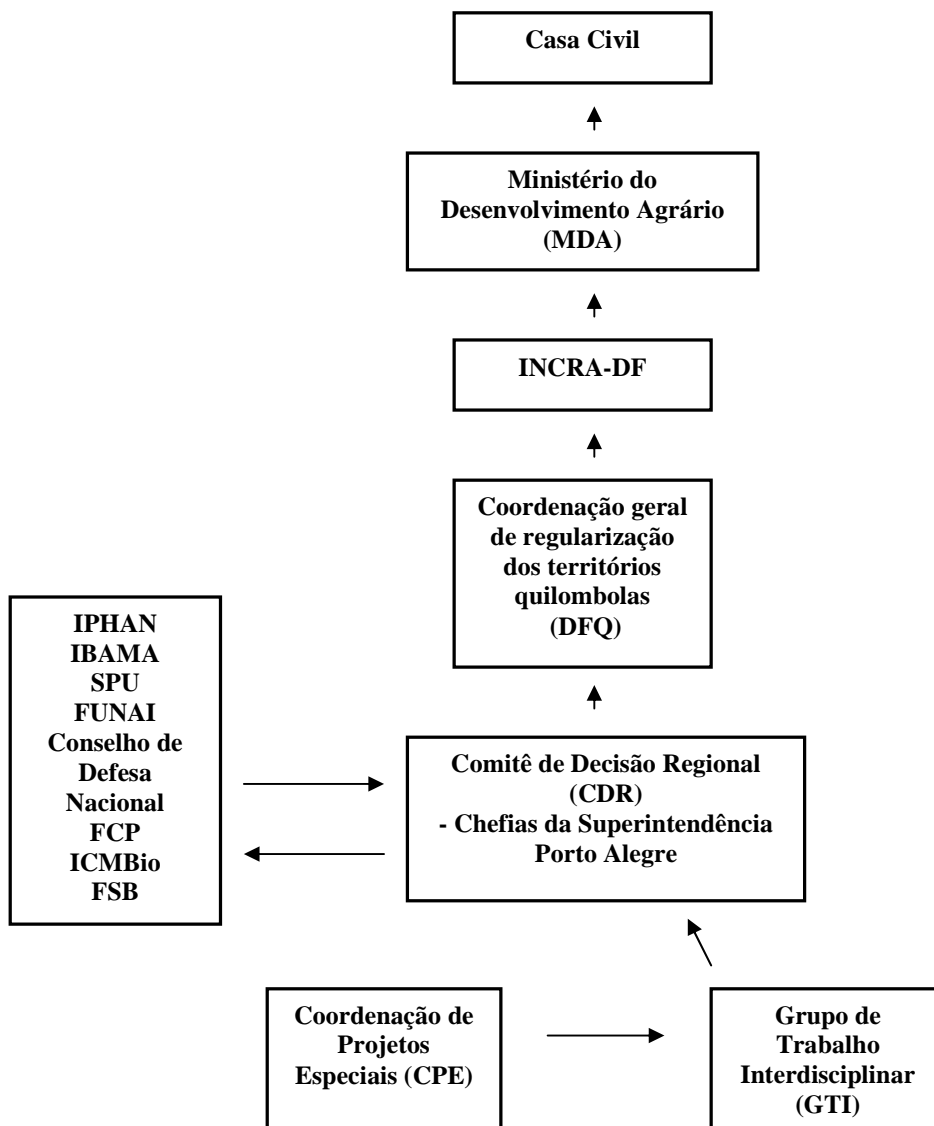 Casa Civil
Ministério do
Desenvolvimento Agrário
(MDA)
INCRA-DF
Coordenação geral
de regularização
dos territórios
quilombolas
(DFQ)
IPHAN
IBAMA
SPU
FUNAI
Conselho de
Defesa
Nacional
FCP
ICMBio
FSB
Comitê de Decisão Regional
(CDR)
- Chefias da Superintendência
Porto Alegre
Coordenação de
Projetos
Especiais (CPE)
Grupo de
Trabalho
Interdisciplinar
(GTI)